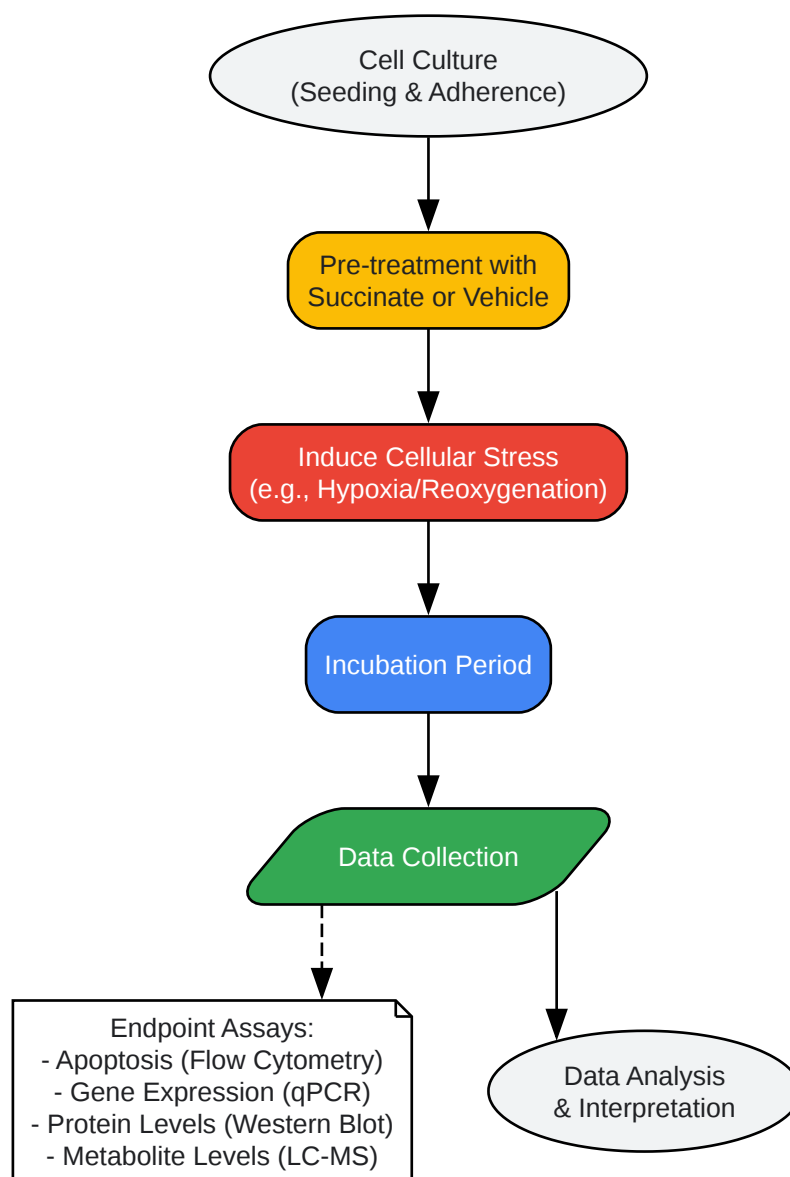 Cell Culture
(Seeding & Adherence)
Pre-treatment with
Succinate or Vehicle
Induce Cellular Stress
(e.g., Hypoxia/Reoxygenation)
Incubation Period
Data Collection
Endpoint Assays:
- Apoptosis (Flow Cytometry)
- Gene Expression (qPCR)
- Protein Levels (Western Blot)
- Metabolite Levels (LC-MS)
Data Analysis
& Interpretation